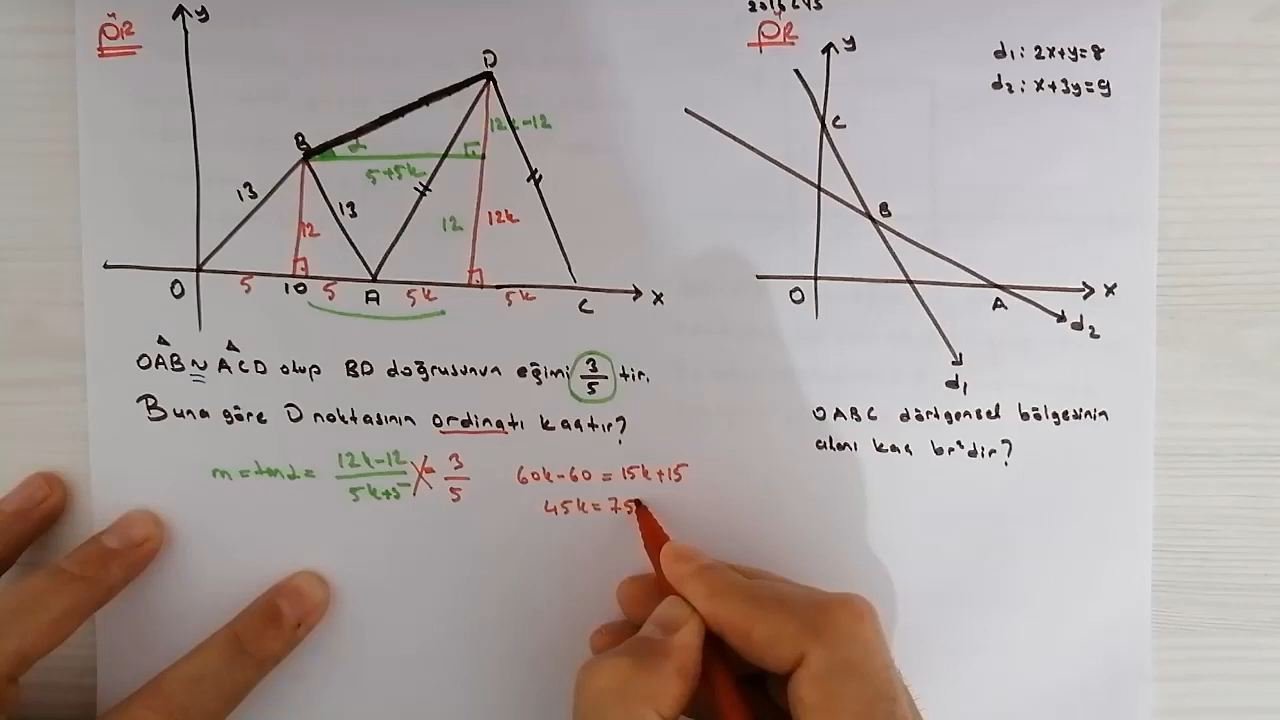 ÖR
y
D
B
α
12k-12
5+5k
13
13
12
12
12k
O
5
10
5
A
5k
5k
C
x
OAB ~ ACD olup BD doğrusunun eğimi 3/5 tir.
Buna göre D noktasının ordinatı kaçtır?
m=tanα= 12k-12/5k+5 = 3/5
60k-60=15k+15
45k=75
ÖR
y
d₁: 2x+y=8
d₂: x+3y=9
C
B
O
A
x
d₂
d₁
OABC dörtgensel bölgesinin
alanı kaç br² dir?